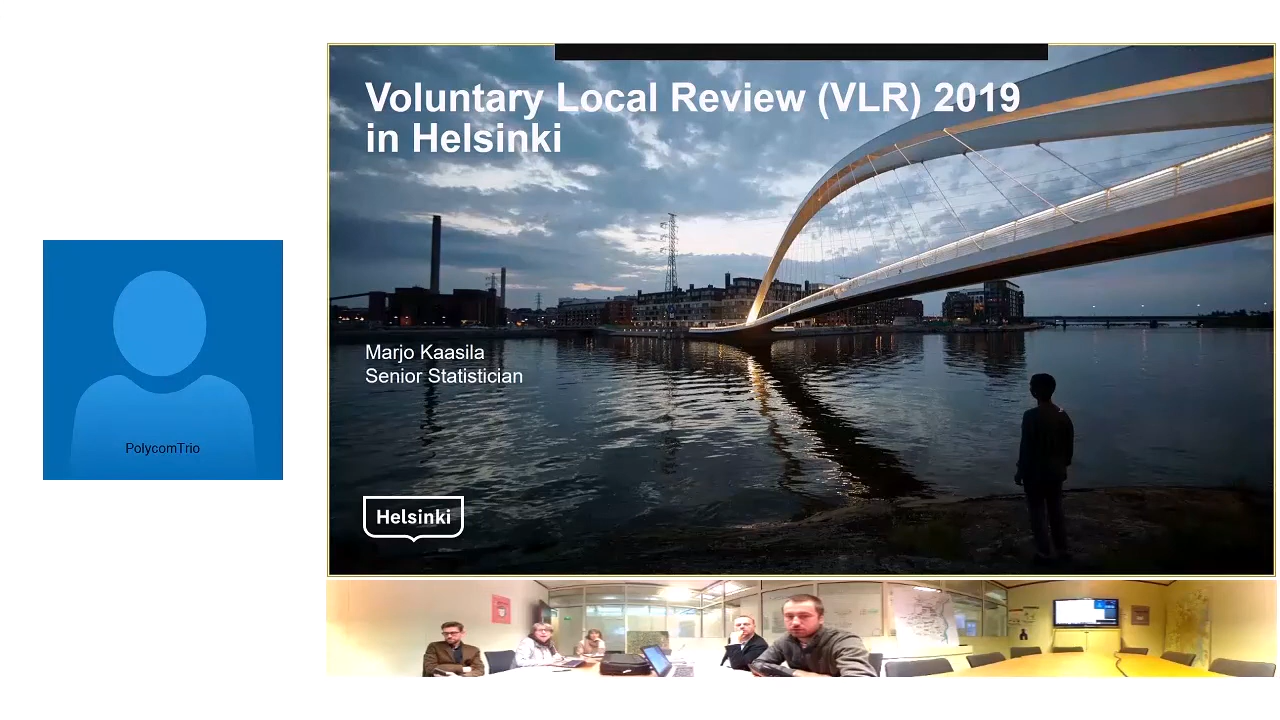 Voluntary Local Review (VLR) 2019
in Helsinki
Marjo Kaasila
Senior Statistician
PolycomTrio
Helsinki